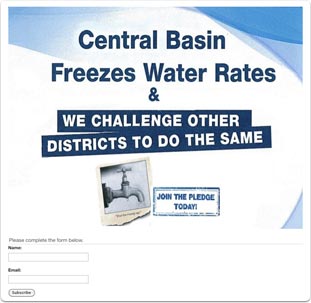 Central Basin
Freezes Water Rates
&
WE CHALLENGE OTHER
DISTRICTS TO DO THE SAME
JOIN THE PLEDGE
TODAY!
Please complete the form below.
Name:
Email:
Subscribe